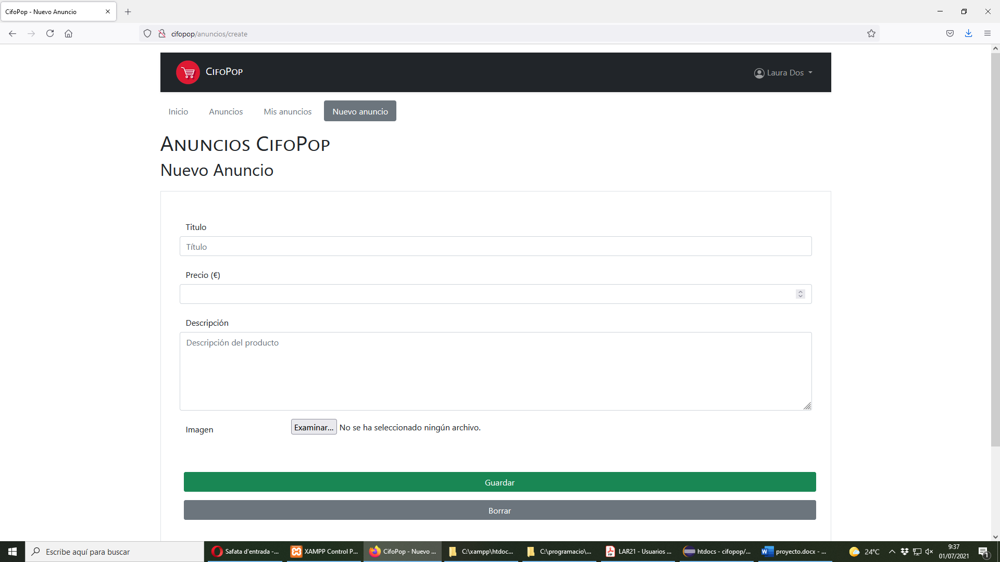 CifoPop - Nuevo Anuncio
cifopop/anuncios/create
CifoPop
Laura Dos
Inicio
Anuncios
Mis anuncios
Nuevo anuncio
Anuncios CifoPop
Nuevo Anuncio
Titulo
Título
Precio (€)
Descripción
Descripción del producto
Imagen
Examinar...
No se ha seleccionado ningún archivo.
Guardar
Borrar
Escribe aquí para buscar
Safata d'entrada -...
XAMPP Control P...
CifoPop - Nuevo ...
C:\xampp\htdoc...
C:\programacio\...
LAR21 - Usuarios ...
htdocs - cifopop/...
proyecto.docx - ...
24°C
9:37
01/07/2021
1